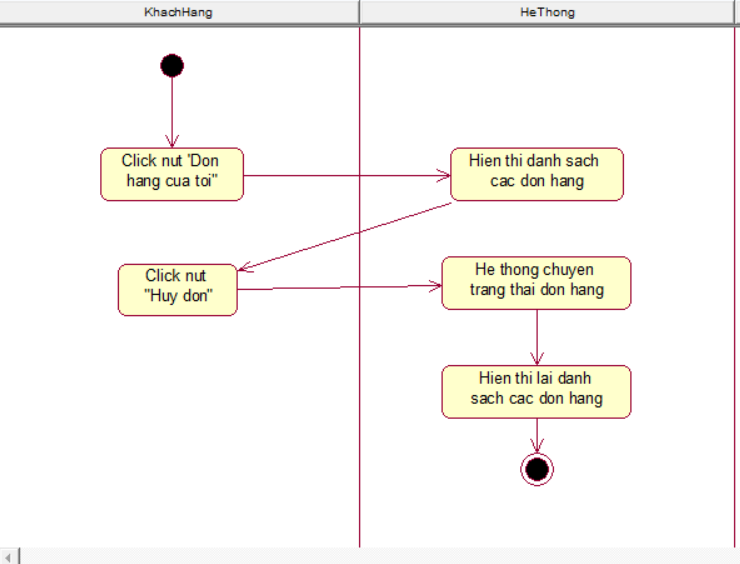 KhachHang
HeThong
Click nut 'Don
hang cua toi"
Hien thi danh sach
cac don hang
Click nut
"Huy don"
He thong chuyen
trang thai don hang
Hien thi lai danh
sach cac don hang